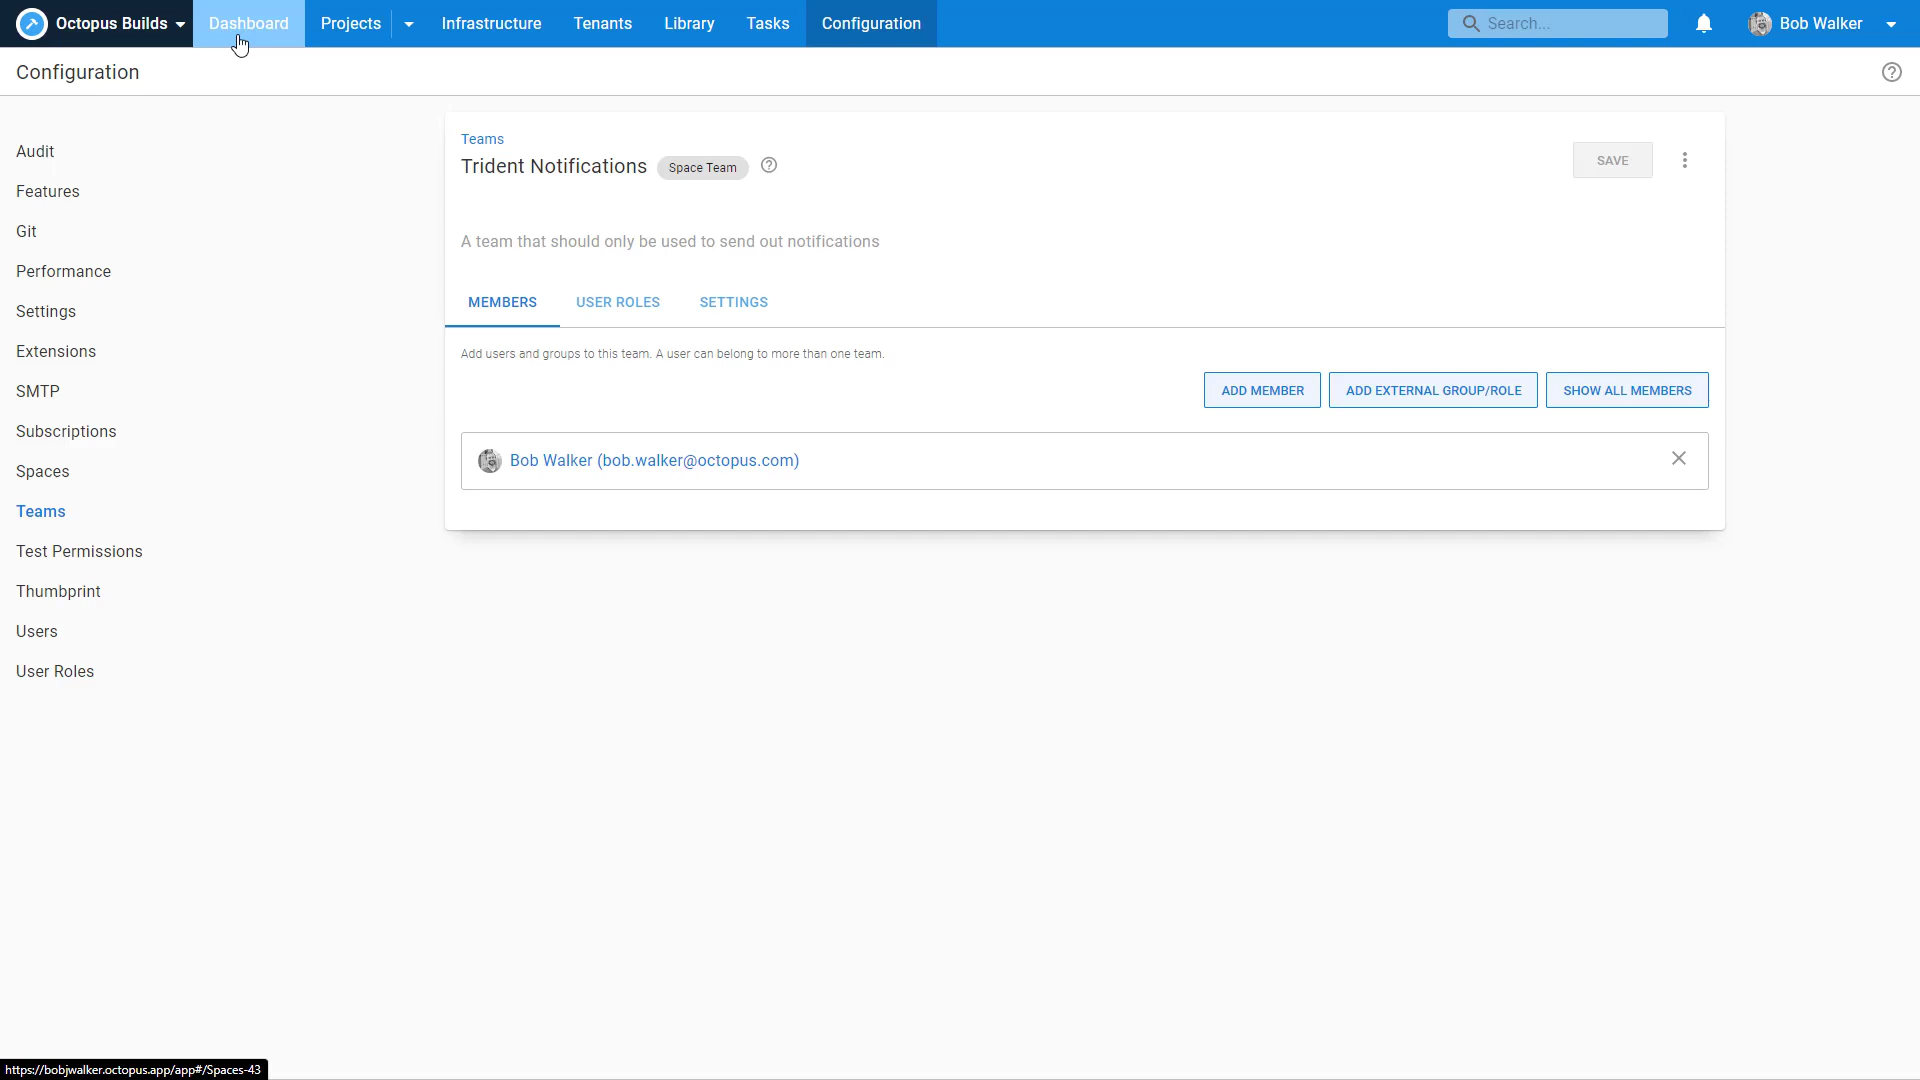 Octopus Builds
Dashboard
Projects
Infrastructure
Tenants
Library
Tasks
Configuration
Search...
Bob Walker
Configuration
Audit
Features
Git
Performance
Settings
Extensions
SMTP
Subscriptions
Spaces
Teams
Test Permissions
Thumbprint
Users
User Roles
Teams
Trident Notifications
Space Team
SAVE
A team that should only be used to send out notifications
MEMBERS
USER ROLES
SETTINGS
Add users and groups to this team. A user can belong to more than one team.
ADD MEMBER
ADD EXTERNAL GROUP/ROLE
SHOW ALL MEMBERS
Bob Walker (bob.walker@octopus.com)
https://bobjwalker.octopus.app/app#/Spaces-43